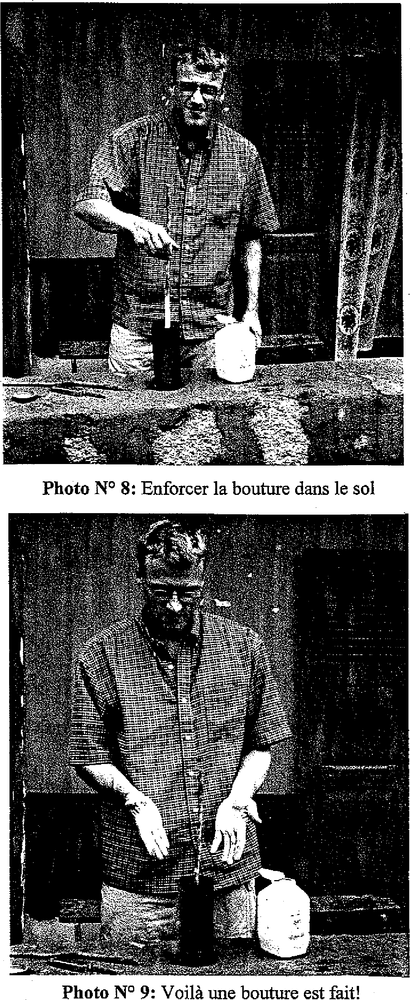 Photo N° 8: Enforcer la bouture dans le sol
Photo N° 9: Voilà une bouture est fait!